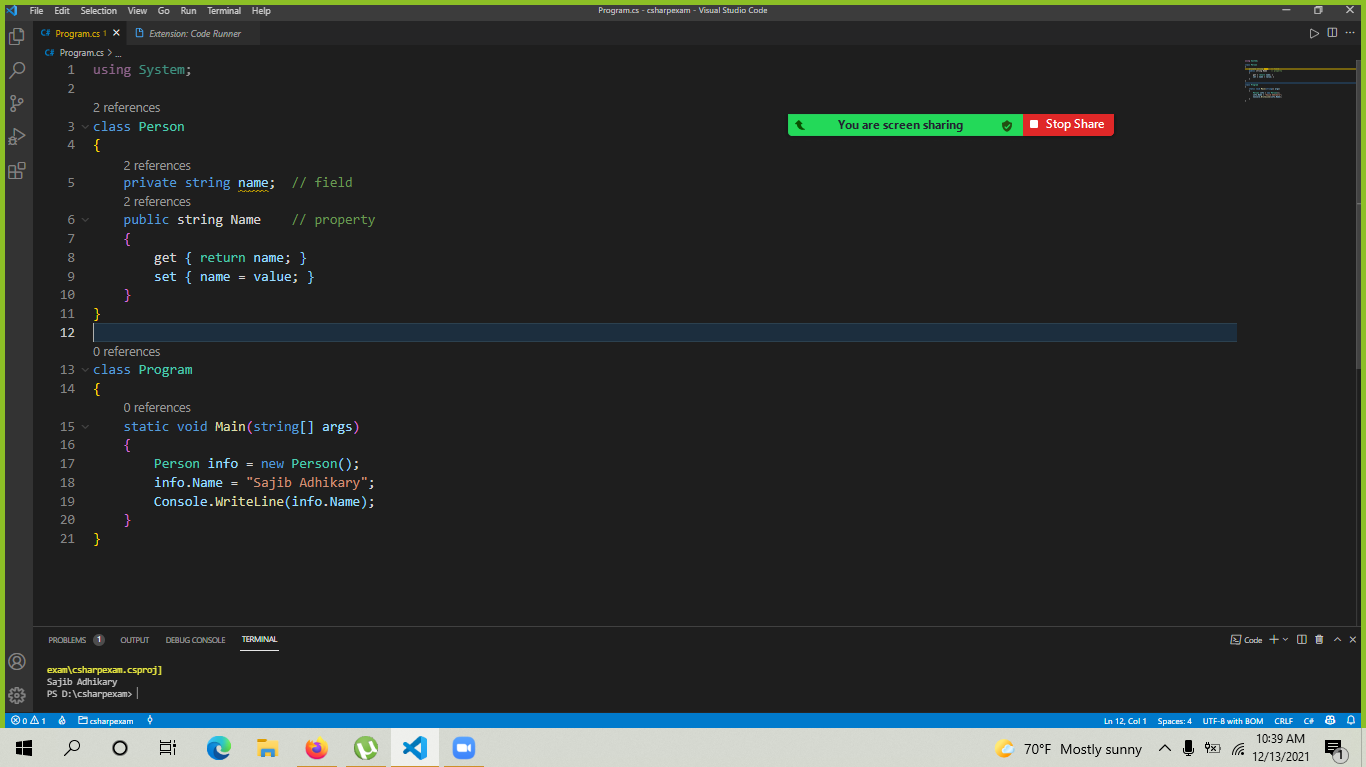 File Edit Selection View Go Run Terminal Help Program.cs - csharpexam - Visual Studio Code
C# Program.cs 1 Extension: Code Runner
C# Program.cs > ...
1 using System;
2
2 references
3 class Person
You are screen sharing Stop Share
4 {
2 references
5 private string name; // field
2 references
6 public string Name // property
7 {
8 get { return name; }
9 set { name = value; }
10 }
11 }
12
0 references
13 class Program
14 {
0 references
15 static void Main(string[] args)
16 {
17 Person info = new Person();
18 info.Name = "Sajib Adhikary";
19 Console.WriteLine(info.Name);
20 }
21 }
PROBLEMS 1 OUTPUT DEBUG CONSOLE TERMINAL Code
exam\csharpexam.csproj]
Sajib Adhikary
PS D:\csharpexam>
0 1 csharpexam Ln 12, Col 1 Spaces: 4 UTF-8 with BOM CRLF C#
70°F Mostly sunny 10:39 AM
12/13/2021 1